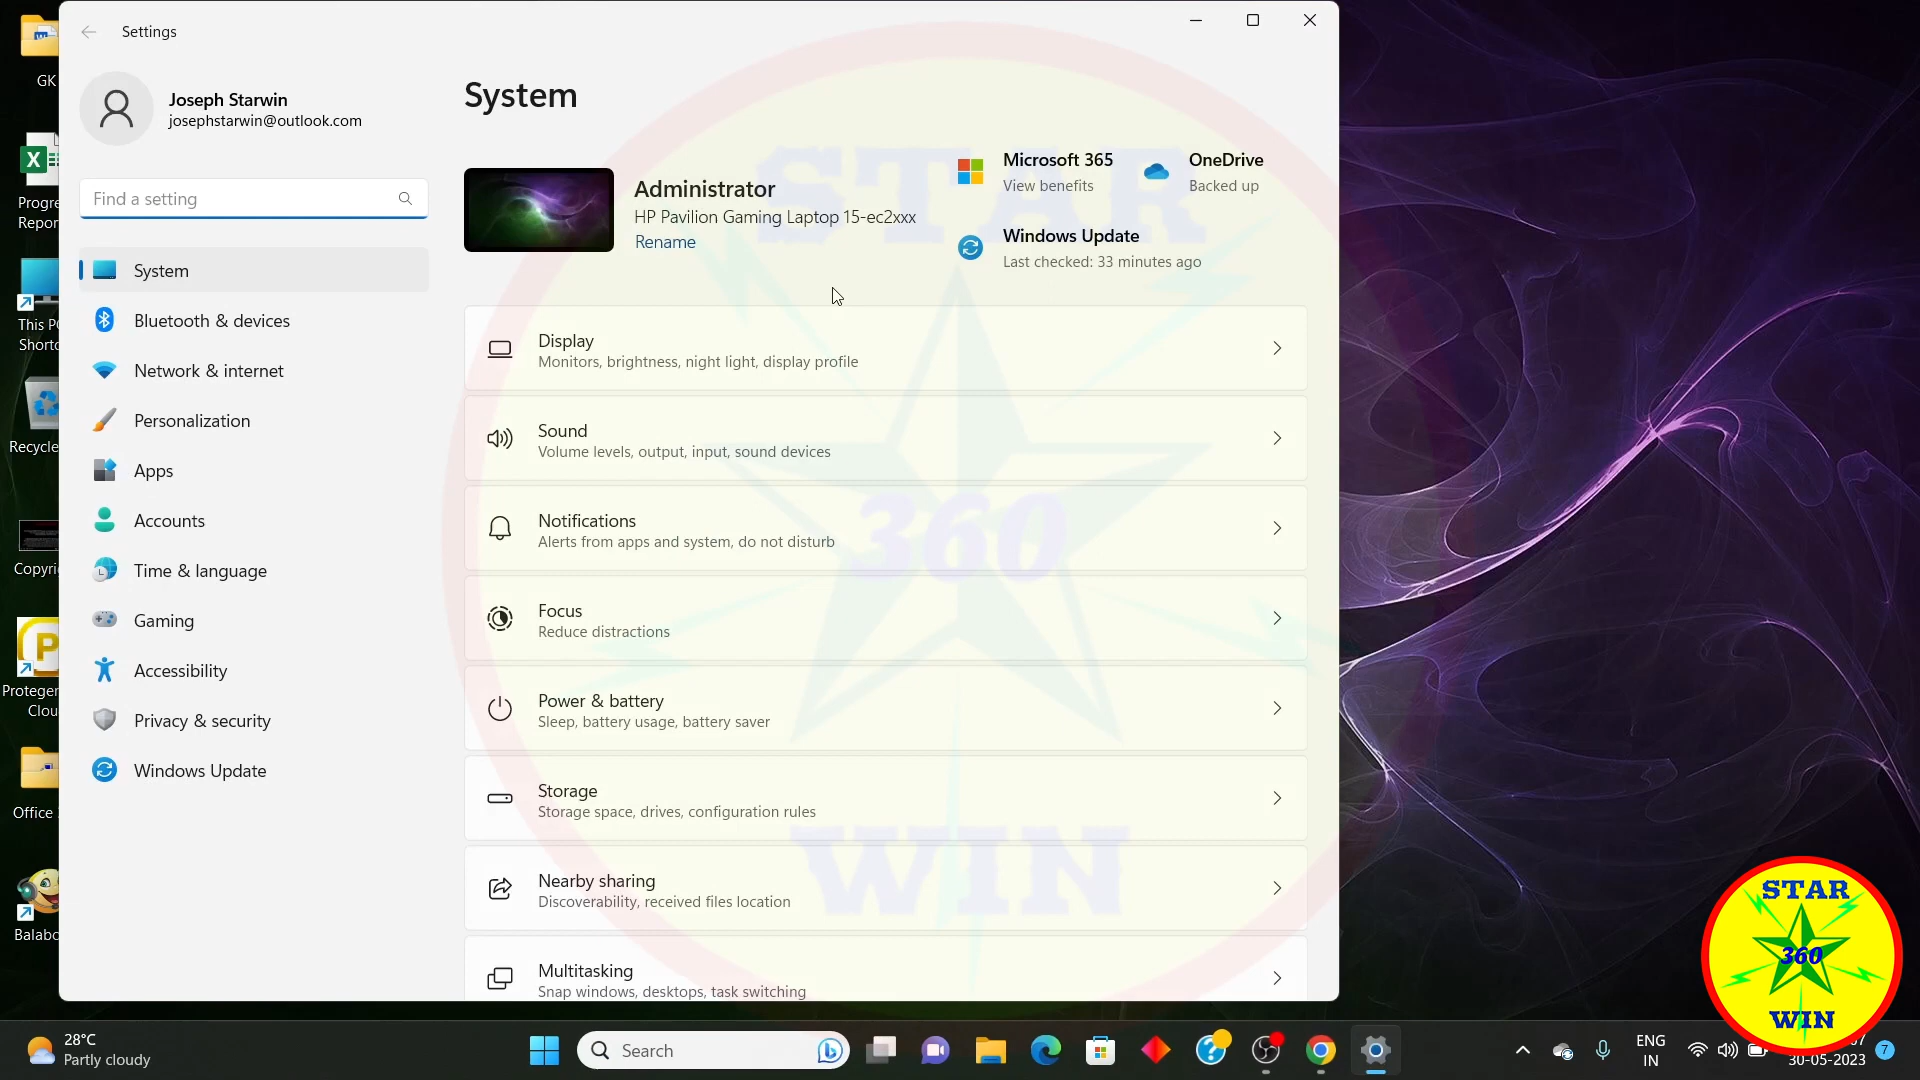 Settings
Joseph Starwin
josephstarwin@outlook.com
Find a setting
System
Bluetooth & devices
Network & internet
Personalization
Apps
Accounts
Time & language
Gaming
Accessibility
Privacy & security
Windows Update
System
Administrator
HP Pavilion Gaming Laptop 15-ec2xxx
Rename
Microsoft 365
View benefits
OneDrive
Backed up
Windows Update
Last checked: 33 minutes ago
Display
Monitors, brightness, night light, display profile
Sound
Volume levels, output, input, sound devices
Notifications
Alerts from apps and system, do not disturb
Focus
Reduce distractions
Power & battery
Sleep, battery usage, battery saver
Storage
Storage space, drives, configuration rules
Nearby sharing
Discoverability, received files location
Multitasking
Snap windows, desktops, task switching
STAR
360
WIN
GK
Progre
Repor
This P
Shortc
Recycle
Copyri
Proteger
Clou
Office
Balabo
STAR
360
WIN
28°C
Partly cloudy
Search
ENG
IN
30-05-2023
7